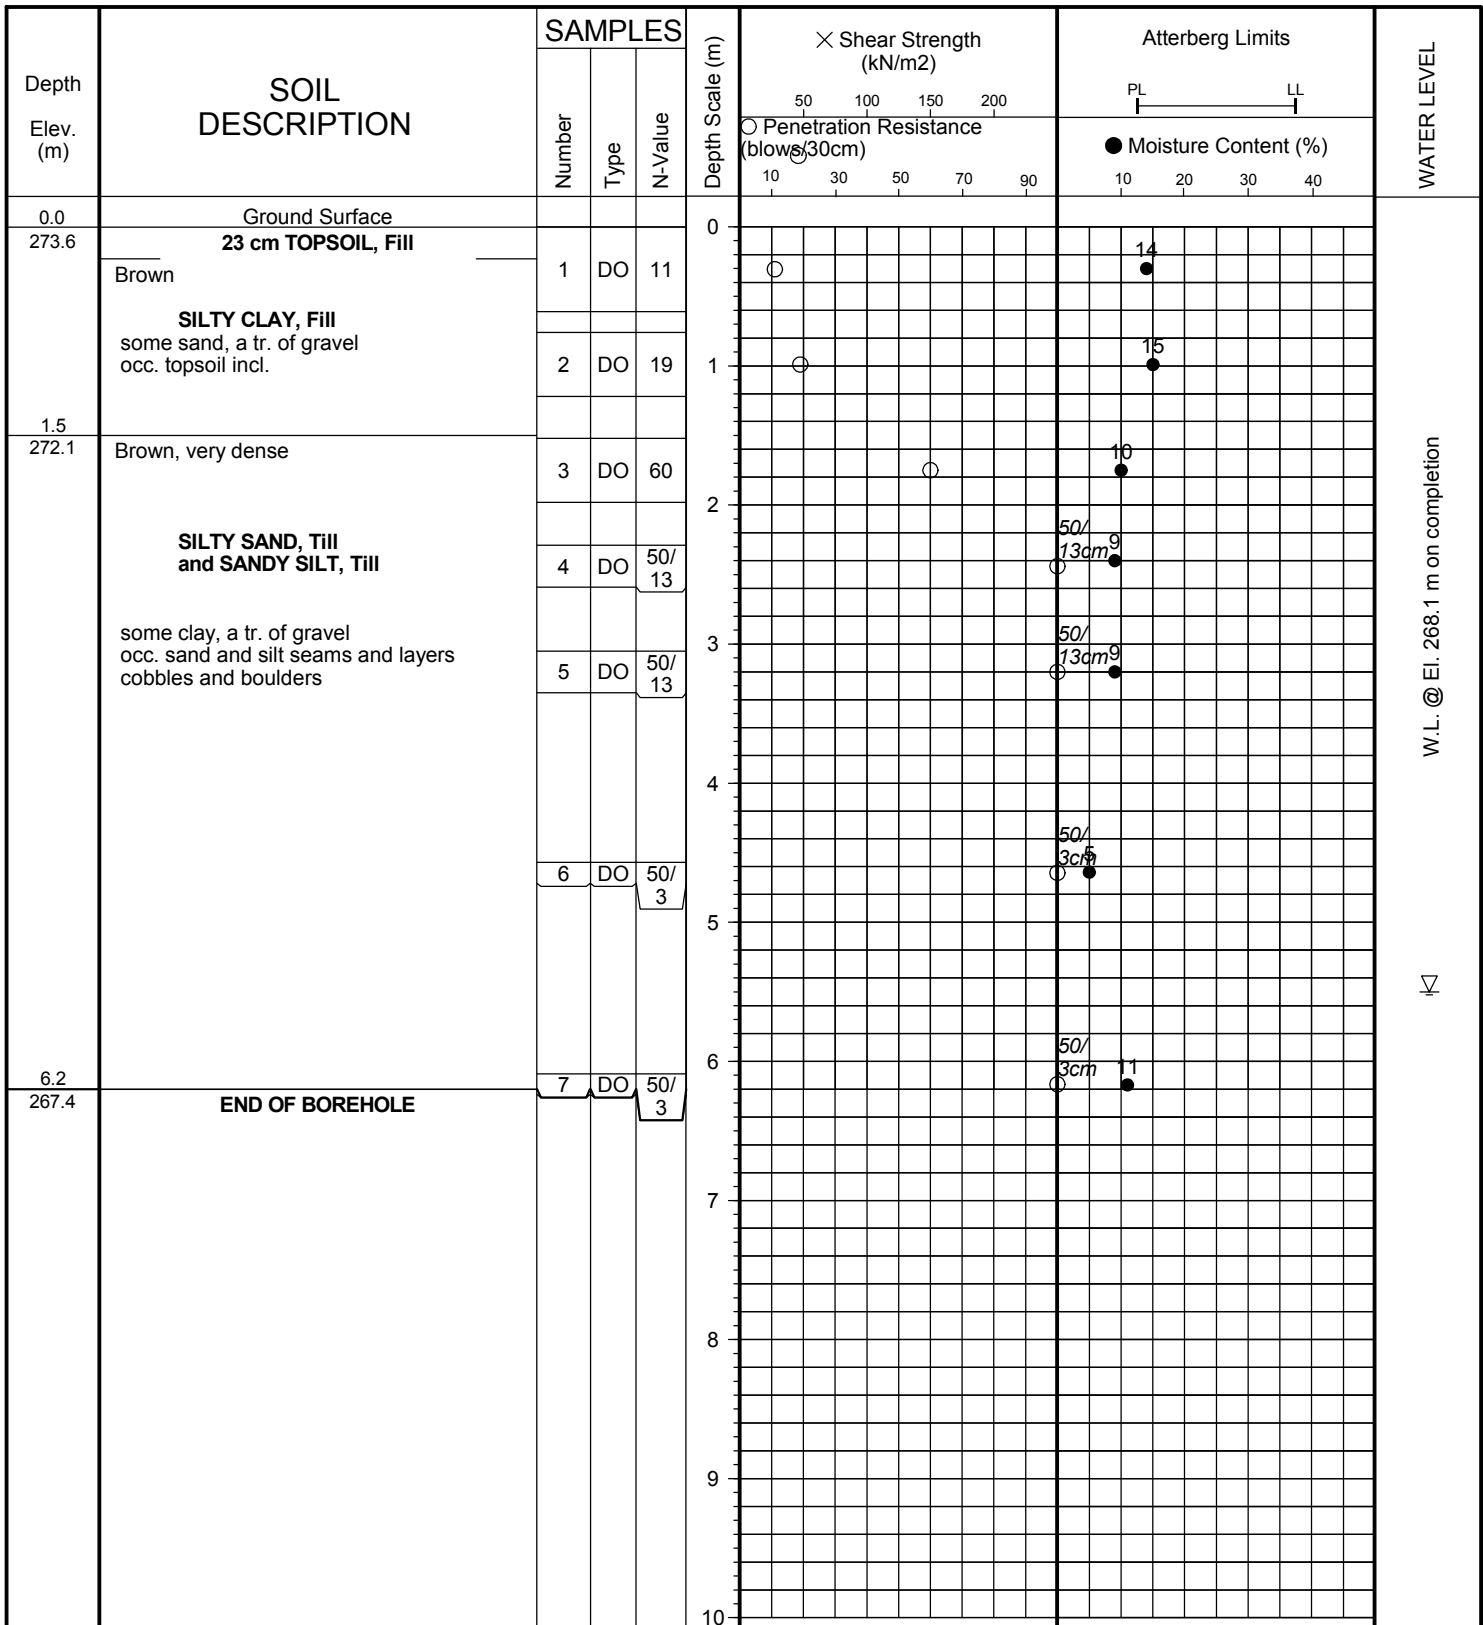 Depth
Elev.
(m)
SOIL
DESCRIPTION
SAMPLES
Number
Type
N-Value
Depth Scale (m)
Shear Strength
(kN/m2)
50 100 150 200
Penetration Resistance
(blows/30cm)
10 30 50 70 90
Atterberg Limits
PL LL
Moisture Content (%)
10 20 30 40
WATER LEVEL
0.0 Ground Surface
0
273.6 23 cm TOPSOIL, Fill
Brown
1 DO 11
14
SILTY CLAY, Fill
some sand, a tr. of gravel
occ. topsoil incl.
2 DO 19
1
15
1.5
272.1 Brown, very dense
3 DO 60
10
2
SILTY SAND, Till
and SANDY SILT, Till
4 DO 50/
13
50/
13cm 9
some clay, a tr. of gravel
occ. sand and silt seams and layers
cobbles and boulders
5 DO 50/
13
3
50/
13cm 9
W.L. @ El. 268.1 m on completion
4
6 DO 50/
3
50/
3cm 5
5
6
6.2
7 DO 50/
3
50/
3cm 11
267.4 END OF BOREHOLE
7
8
9
10